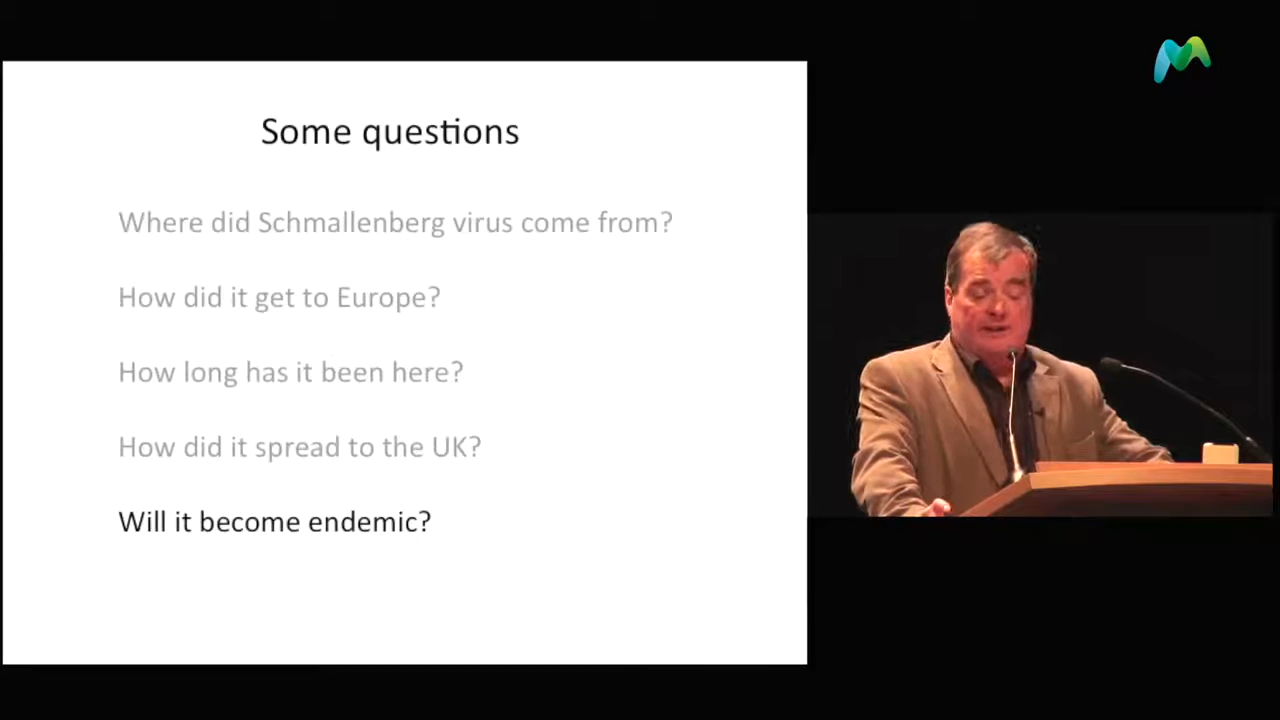 Some questions
Where did Schmallenberg virus come from?
How did it get to Europe?
How long has it been here?
How did it spread to the UK?
Will it become endemic?